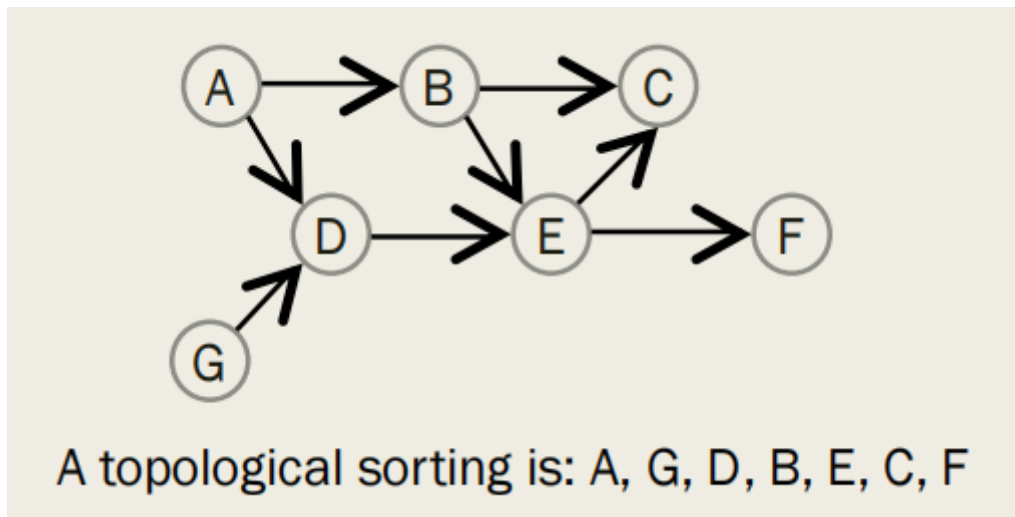 A
B
C
D
E
F
G
A topological sorting is: A, G, D, B, E, C, F